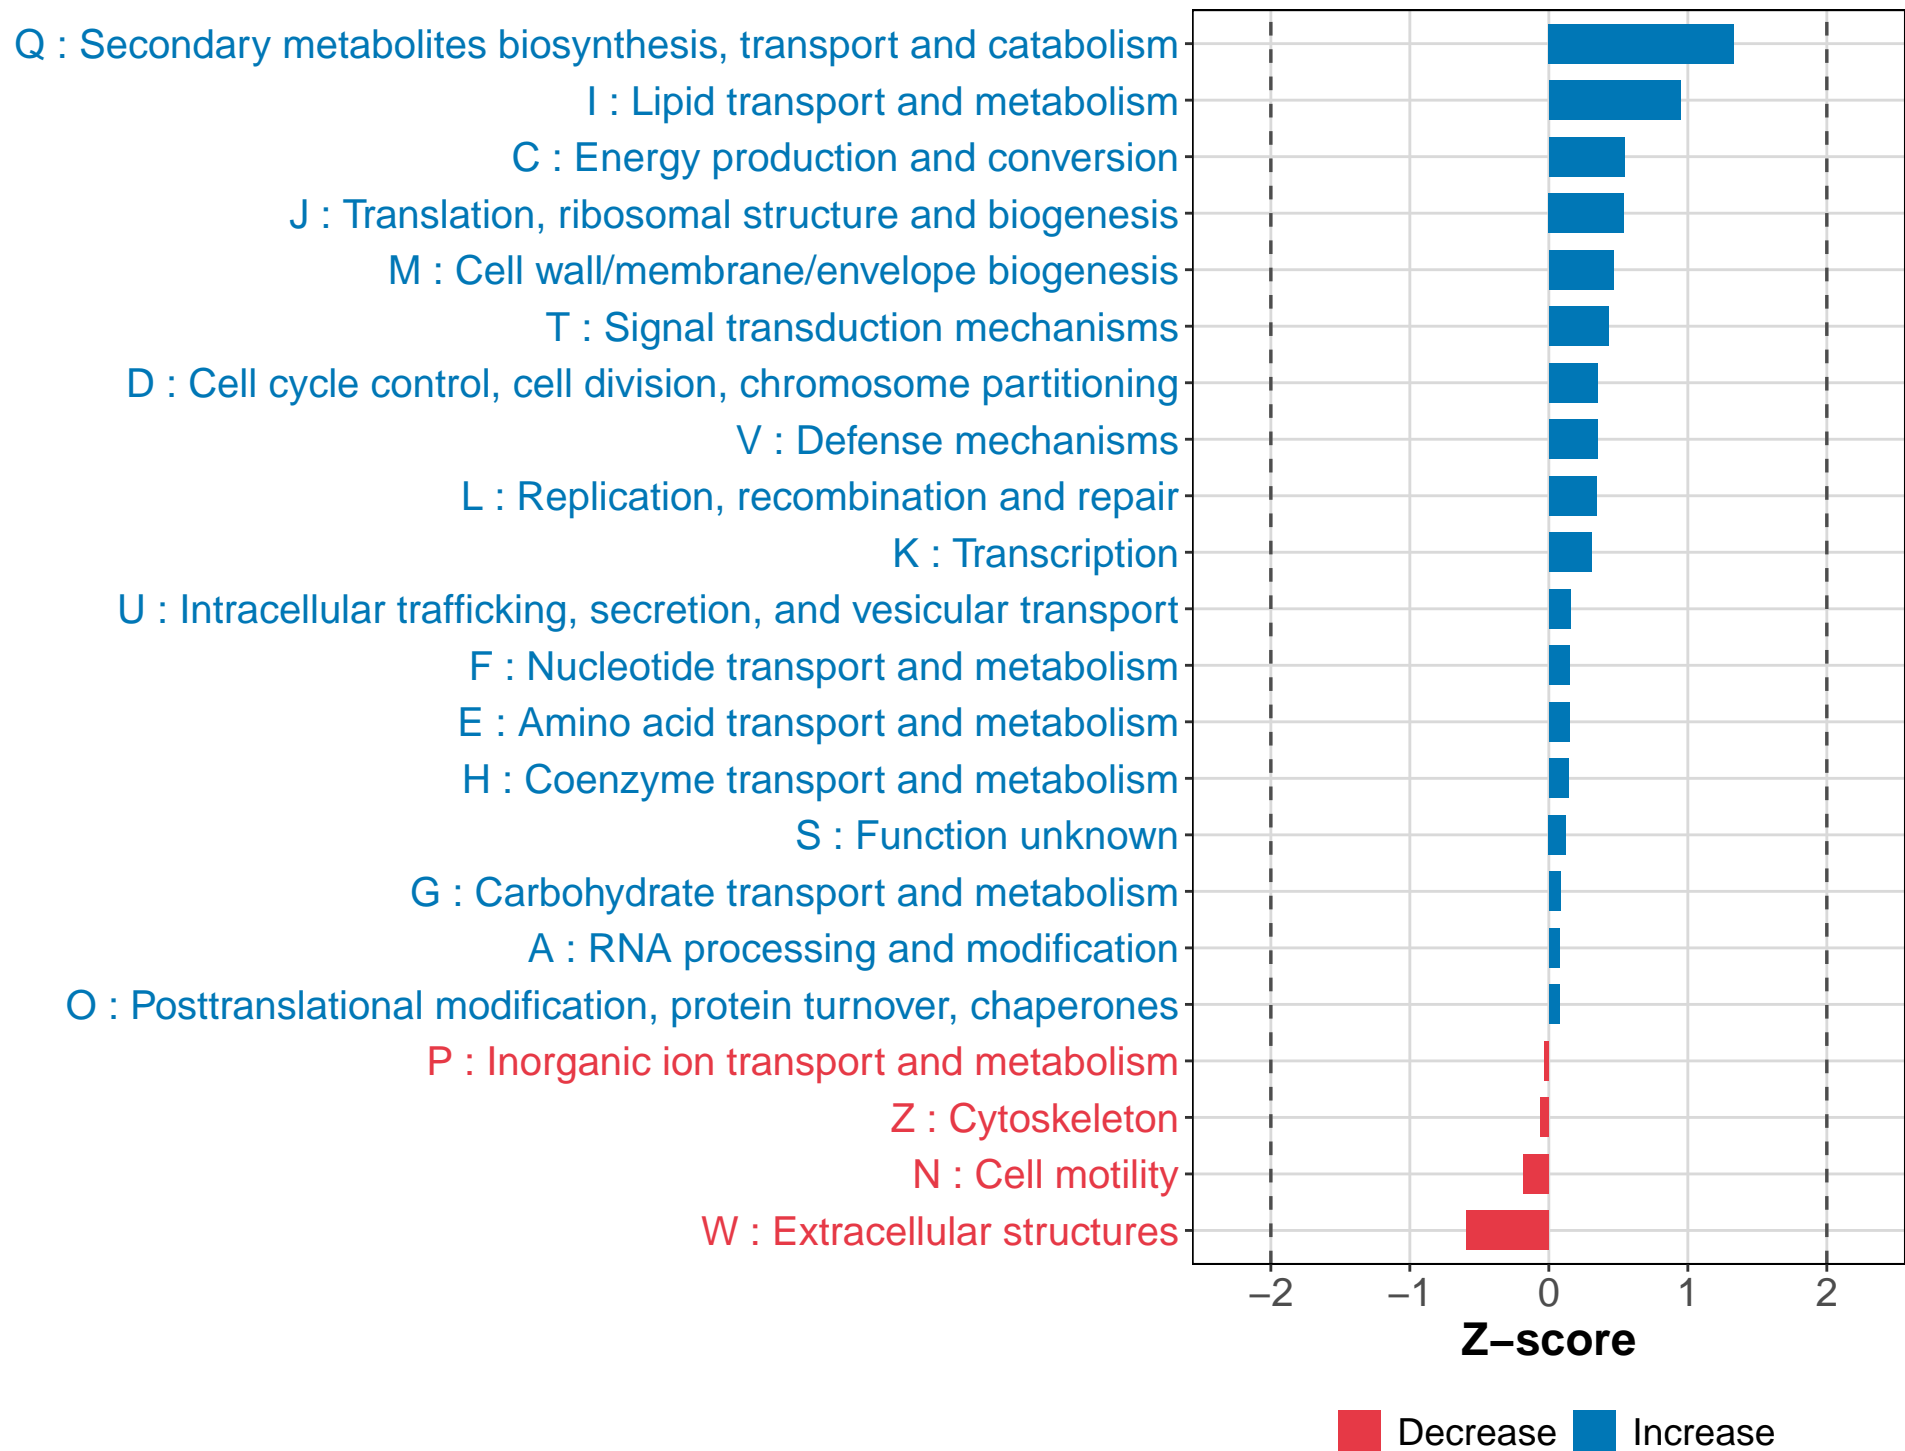 Q : Secondary metabolites biosynthesis, transport and catabolism
I : Lipid transport and metabolism
C : Energy production and conversion
J : Translation, ribosomal structure and biogenesis
M : Cell wall/membrane/envelope biogenesis
T : Signal transduction mechanisms
D : Cell cycle control, cell division, chromosome partitioning
V : Defense mechanisms
L : Replication, recombination and repair
K : Transcription
U : Intracellular trafficking, secretion, and vesicular transport
F : Nucleotide transport and metabolism
E : Amino acid transport and metabolism
H : Coenzyme transport and metabolism
S : Function unknown
G : Carbohydrate transport and metabolism
A : RNA processing and modification
O : Posttranslational modification, protein turnover, chaperones
P : Inorganic ion transport and metabolism
Z : Cytoskeleton
N : Cell motility
W : Extracellular structures
−2 −1 0 1 2
Z−score
Decrease Increase